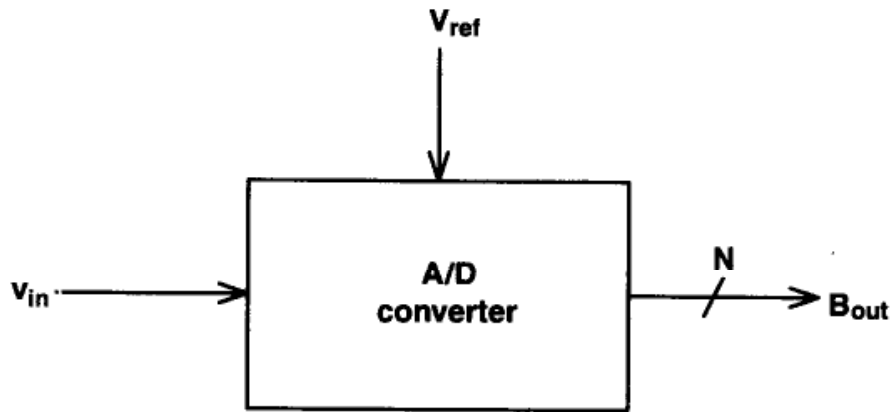 Vref
vin
A/D
converter
N
Bout